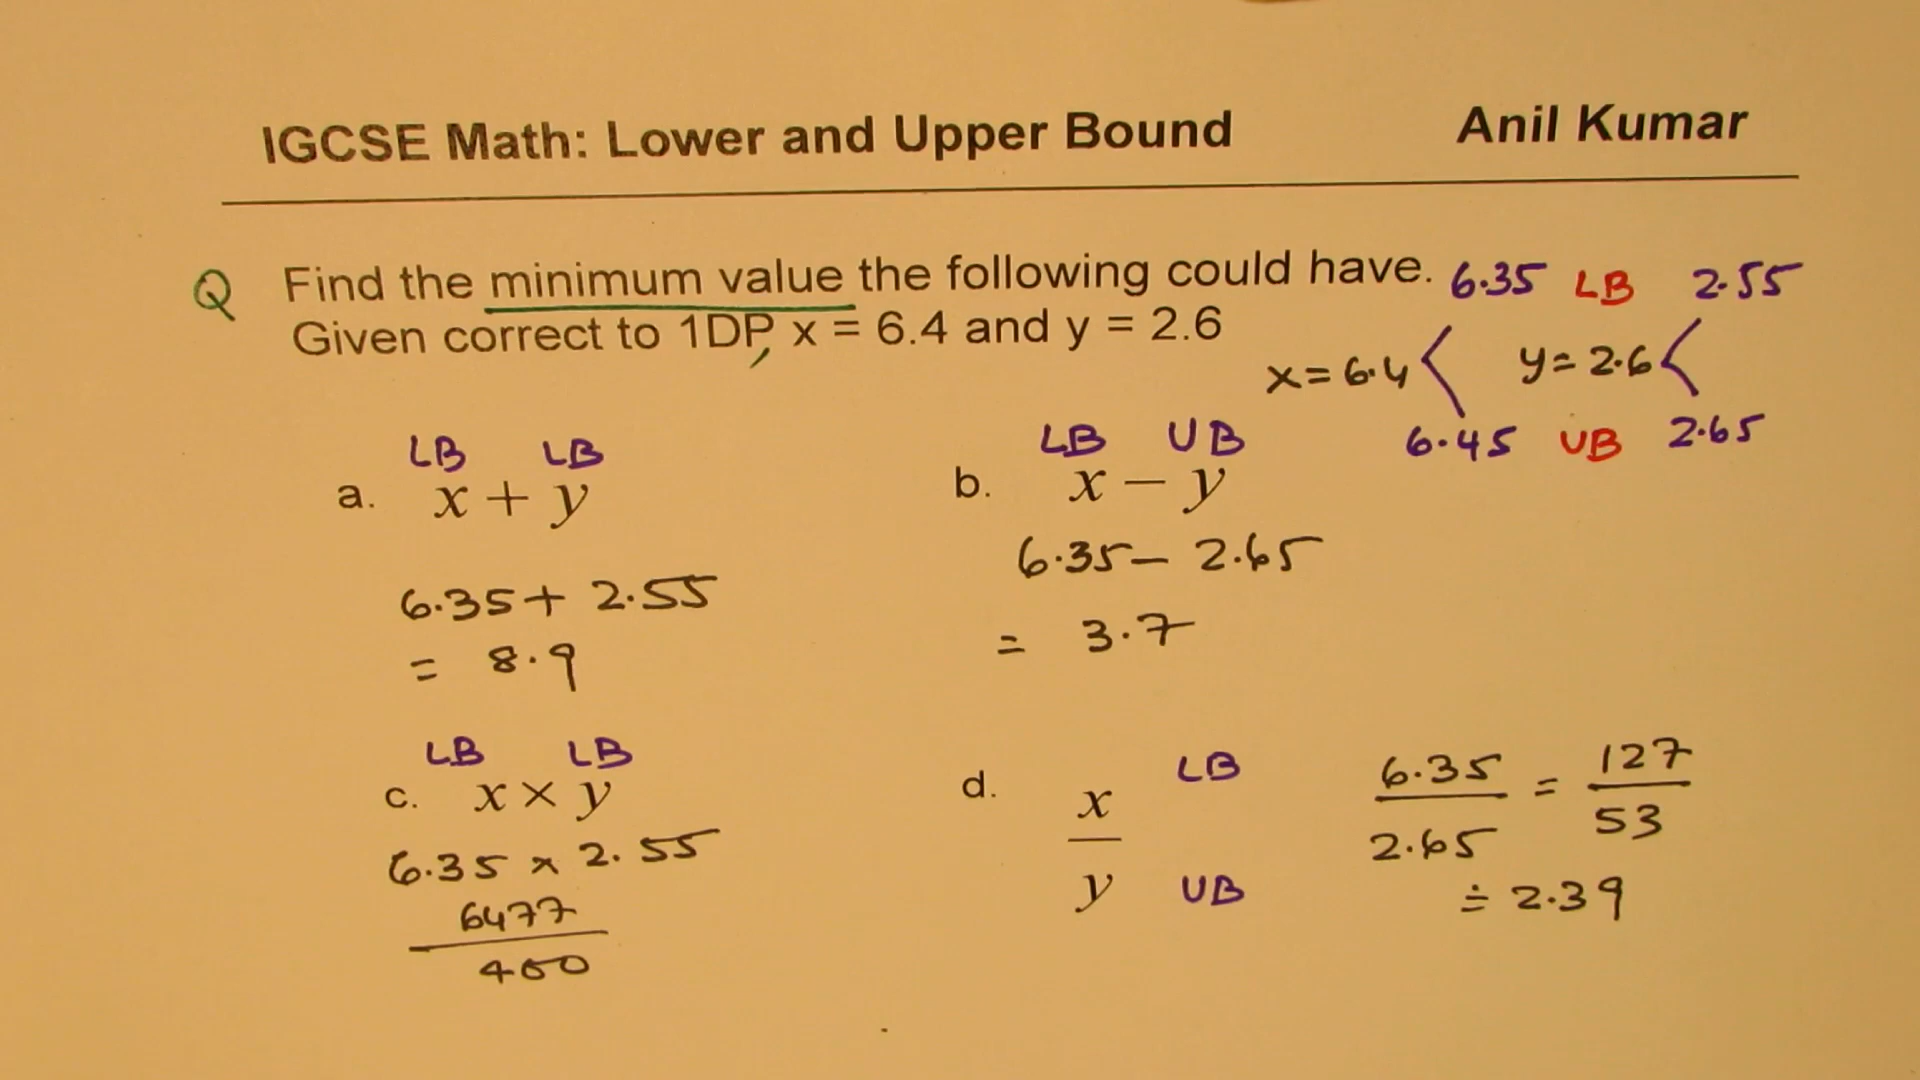 IGCSE Math: Lower and Upper Bound Anil Kumar
Q Find the minimum value the following could have. 6.35 LB 2.55
Given correct to 1DP, x = 6.4 and y = 2.6
x = 6.4 y = 2.6
6.45 UB 2.65
LB LB
a. x + y
6.35 + 2.55
= 8.9
LB UB
b. x − y
6.35 − 2.65
= 3.7
LB LB
c. x × y
6.35 × 2.55
6477
400
d. x LB
y UB
6.35 = 127
2.65 53
≐ 2.39